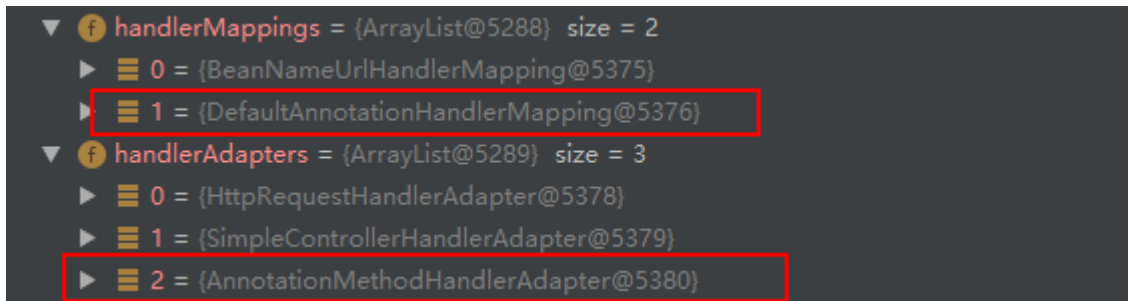 f handlerMappings = {ArrayList@5288} size = 2
0 = {BeanNameUrlHandlerMapping@5375}
1 = {DefaultAnnotationHandlerMapping@5376}
f handlerAdapters = {ArrayList@5289} size = 3
0 = {HttpRequestHandlerAdapter@5378}
1 = {SimpleControllerHandlerAdapter@5379}
2 = {AnnotationMethodHandlerAdapter@5380}